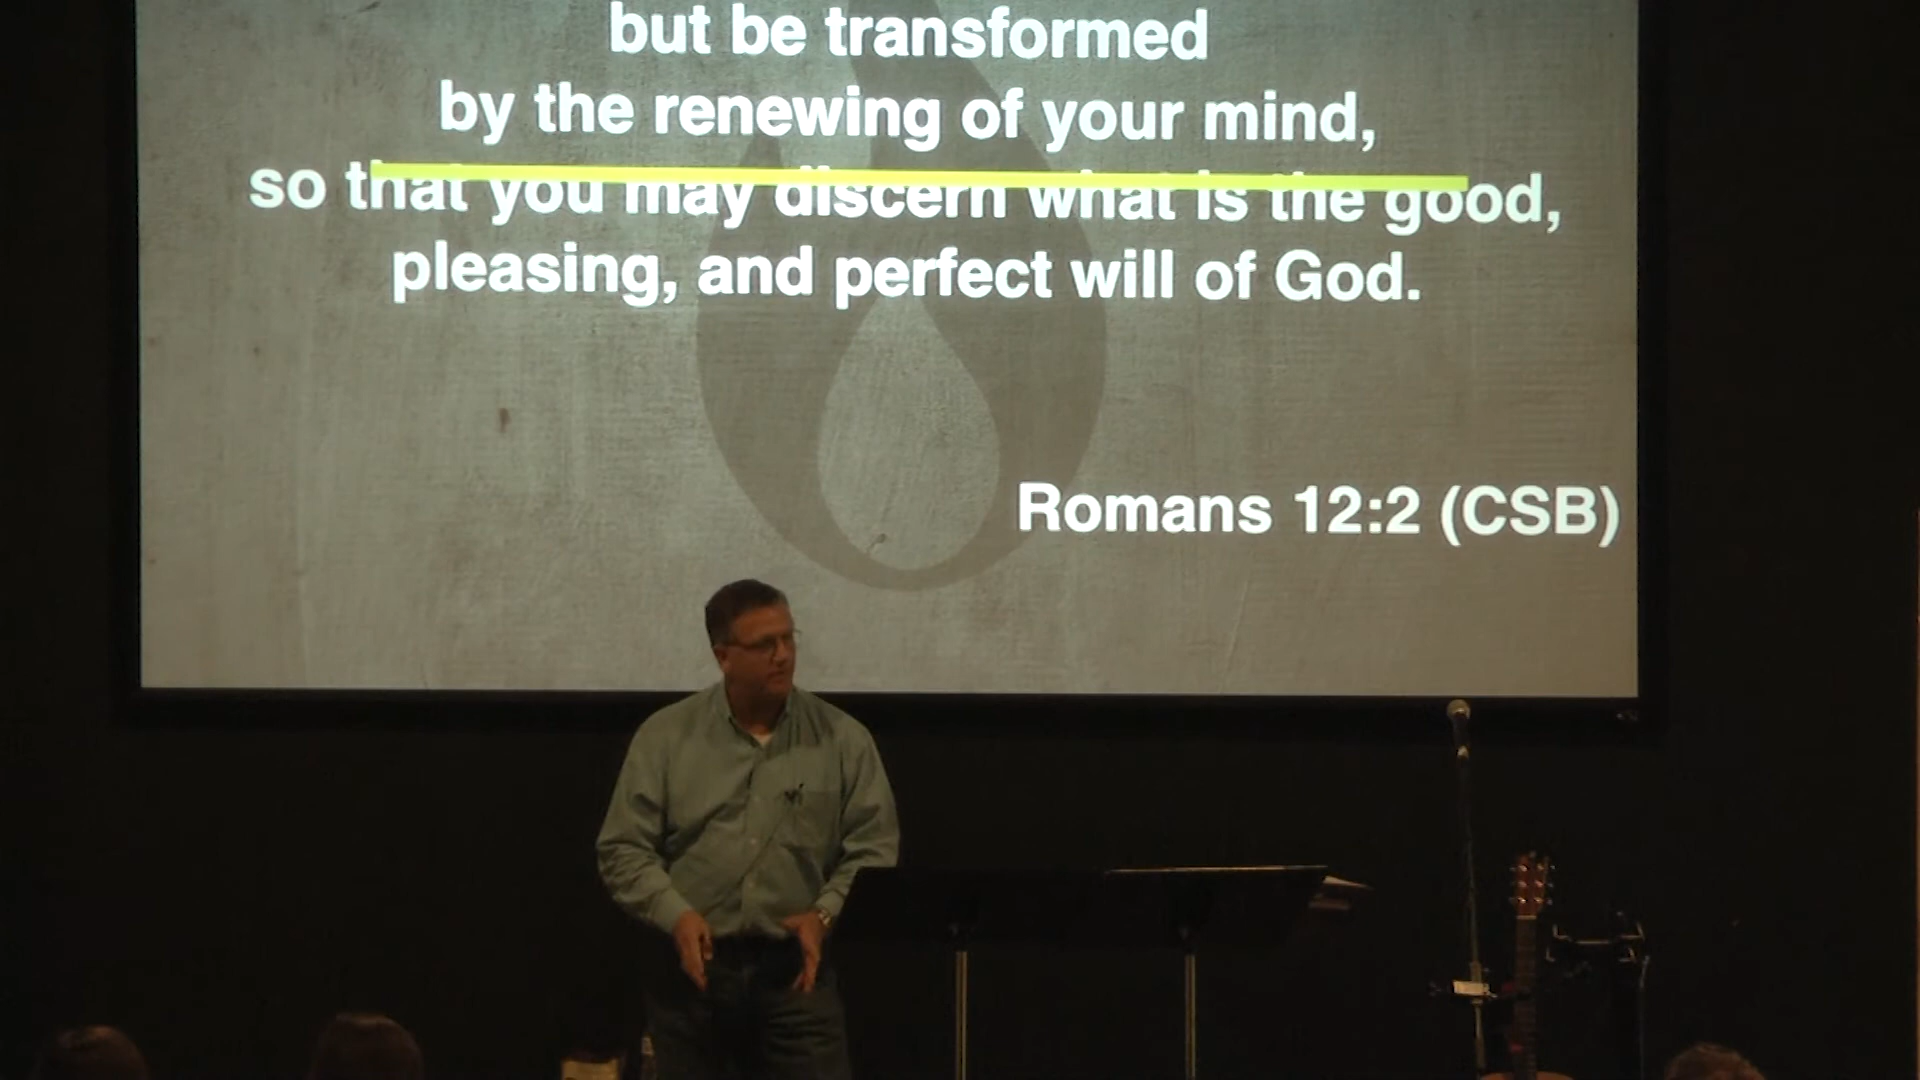 but be transformed
by the renewing of your mind,
so that you may discern what is the good,
pleasing, and perfect will of God.
Romans 12:2 (CSB)